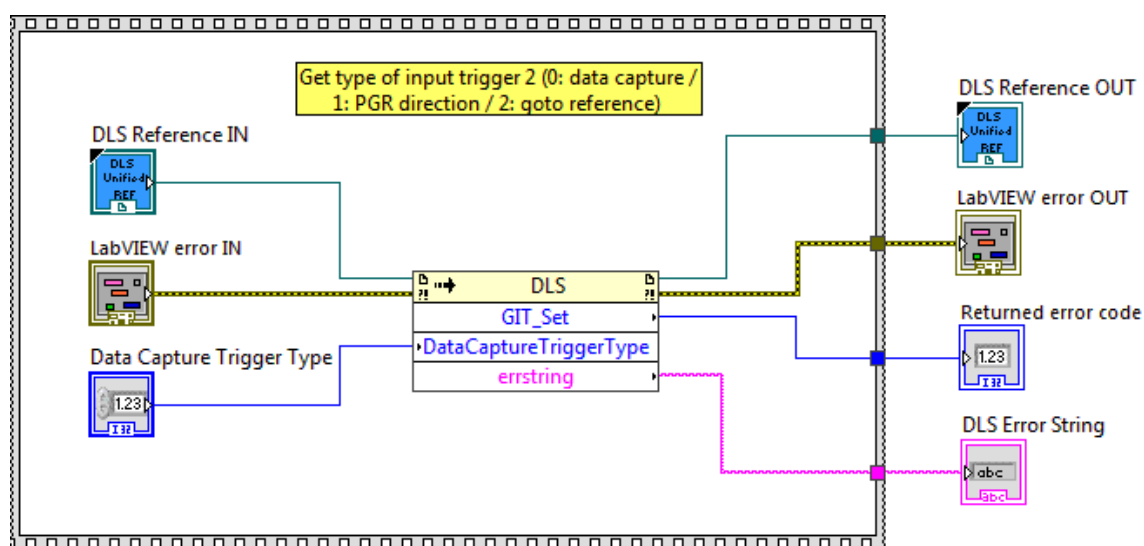 Get type of input trigger 2 (0: data capture /
1: PGR direction / 2: goto reference)
DLS Reference IN
DLS
Unified
REF
LabVIEW error IN
Data Capture Trigger Type
1.23
I32
DLS
GIT_Set
DataCaptureTriggerType
errstring
DLS Reference OUT
DLS
Unified
REF
LabVIEW error OUT
Returned error code
1.23
I32
DLS Error String
abc
abc